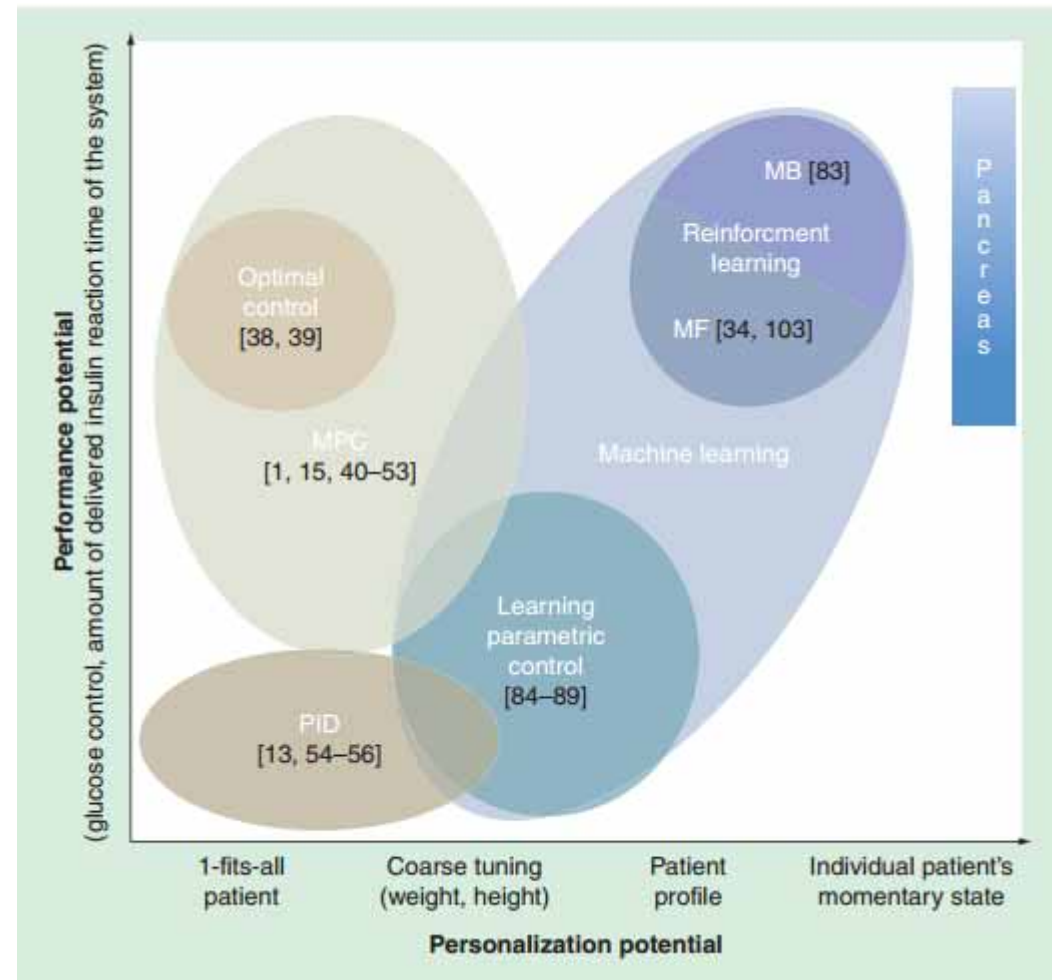 Performance potential
(glucose control, amount of delivered insulin reaction time of the system)
Optimal
control
[38, 39]
MPC
[1, 15, 40–53]
PID
[13, 54–56]
MB [83]
Reinforcment
learning
MF [34, 103]
Machine learning
Learning
parametric
control
[84–89]
Pancreas
1-fits-all
patient
Coarse tuning
(weight, height)
Patient
profile
Individual patient's
momentary state
Personalization potential